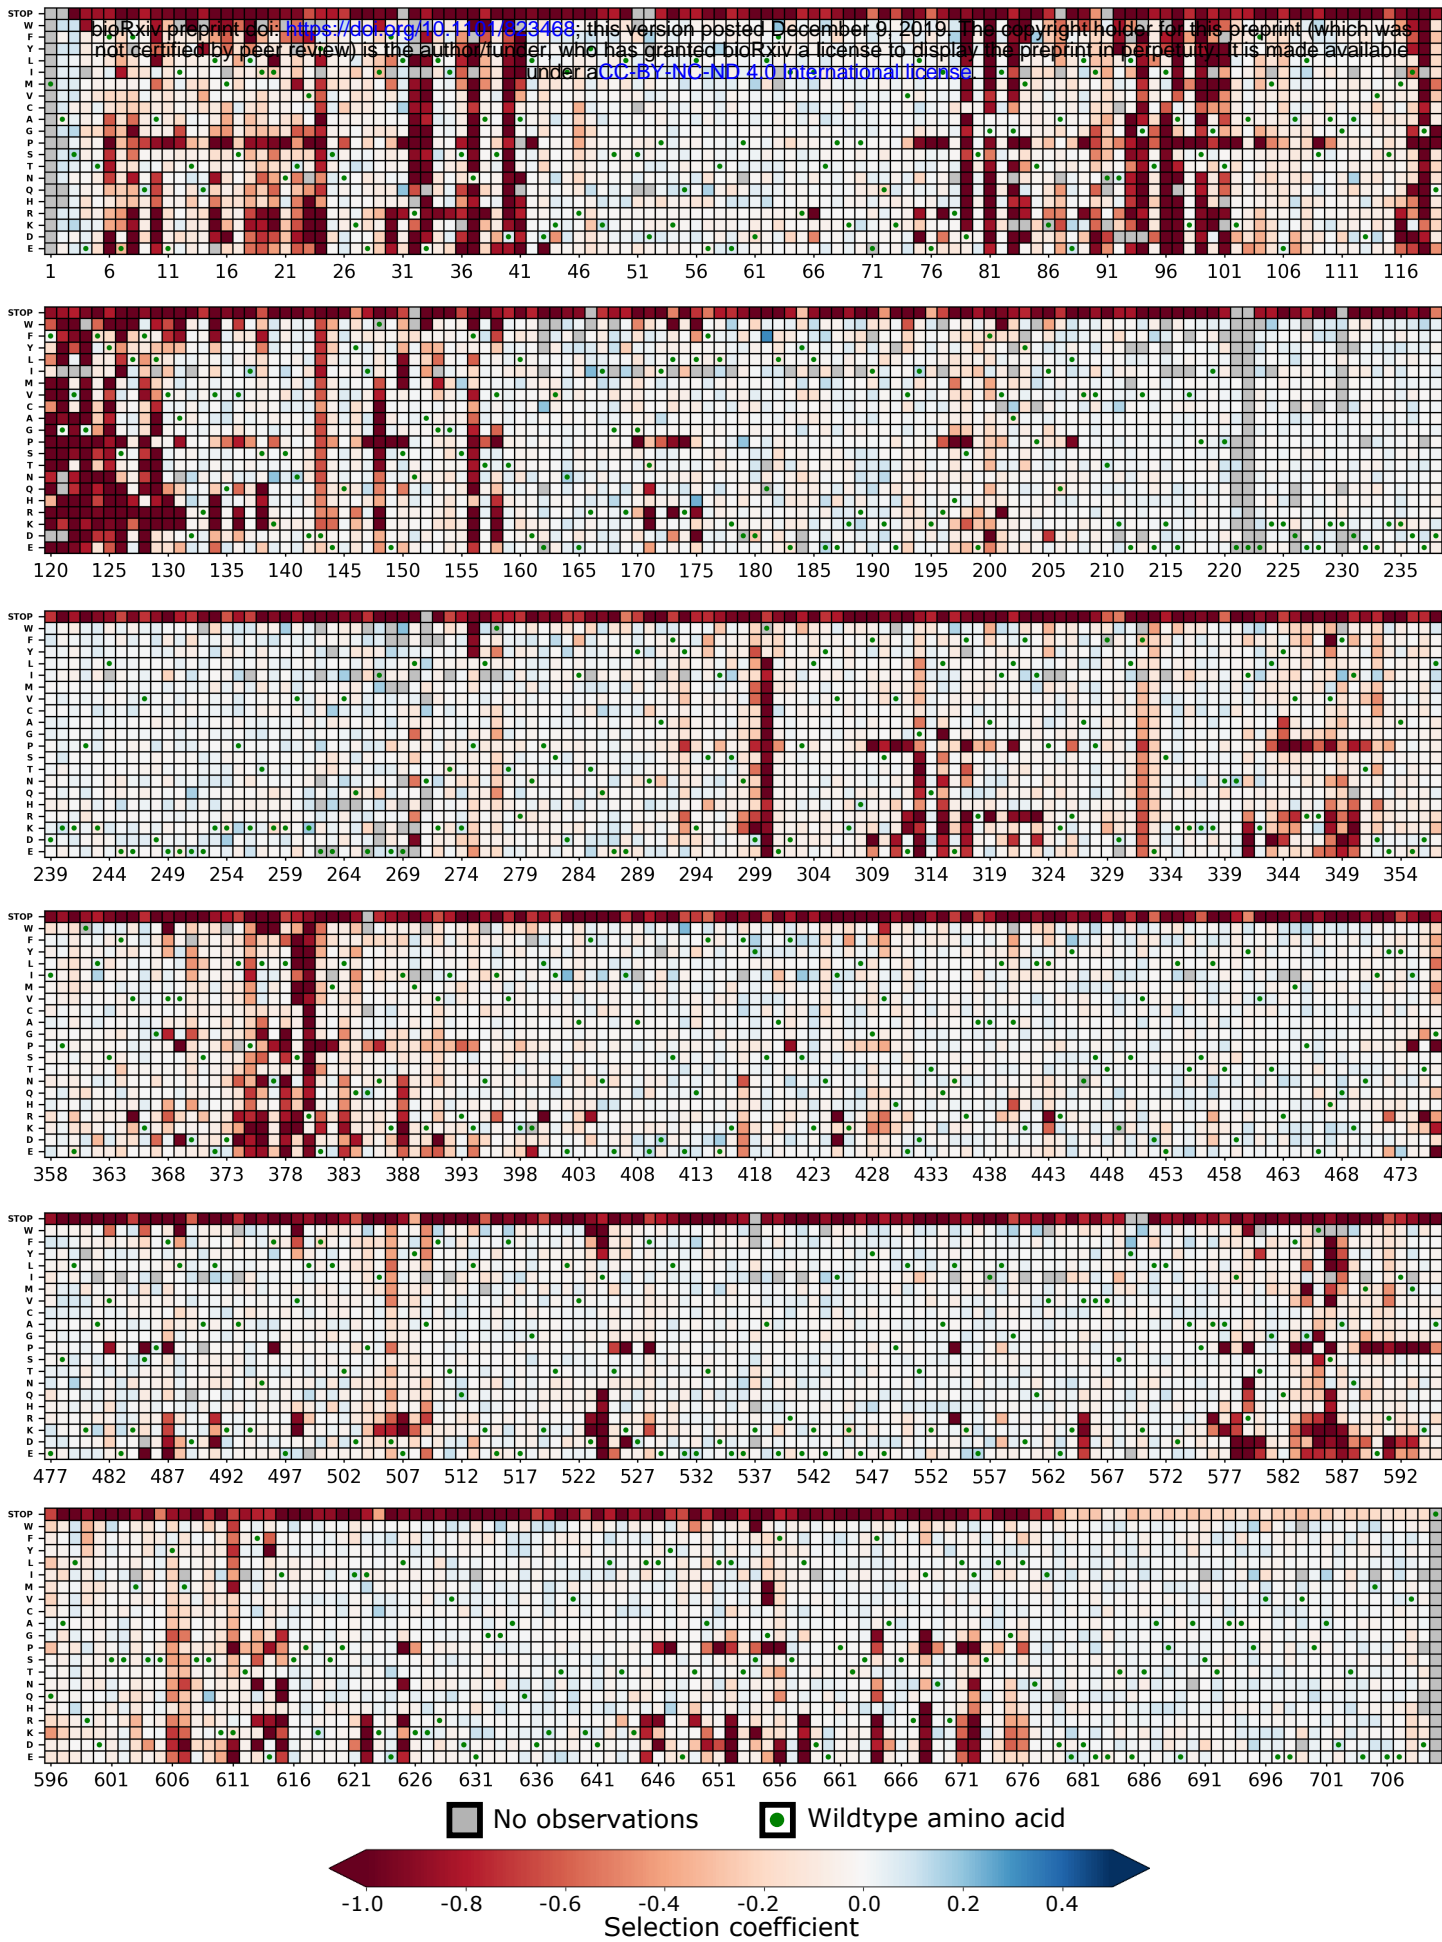 bioRxiv preprint doi: https://doi.org/10.1101/823468; this version posted December 9, 2019. The copyright holder for this preprint (which was
not certified by peer review) is the author/funder, who has granted bioRxiv a license to display the preprint in perpetuity. It is made available
under aCC-BY-NC-ND 4.0 International license.
STOP
W
F
Y
L
I
M
V
C
A
G
P
S
T
N
Q
H
R
K
D
E
1 6 11 16 21 26 31 36 41 46 51 56 61 66 71 76 81 86 91 96 101 106 111 116
STOP
W
F
Y
L
I
M
V
C
A
G
P
S
T
N
Q
H
R
K
D
E
120 125 130 135 140 145 150 155 160 165 170 175 180 185 190 195 200 205 210 215 220 225 230 235
STOP
W
F
Y
L
I
M
V
C
A
G
P
S
T
N
Q
H
R
K
D
E
239 244 249 254 259 264 269 274 279 284 289 294 299 304 309 314 319 324 329 334 339 344 349 354
STOP
W
F
Y
L
I
M
V
C
A
G
P
S
T
N
Q
H
R
K
D
E
358 363 368 373 378 383 388 393 398 403 408 413 418 423 428 433 438 443 448 453 458 463 468 473
STOP
W
F
Y
L
I
M
V
C
A
G
P
S
T
N
Q
H
R
K
D
E
477 482 487 492 497 502 507 512 517 522 527 532 537 542 547 552 557 562 567 572 577 582 587 592
STOP
W
F
Y
L
I
M
V
C
A
G
P
S
T
N
Q
H
R
K
D
E
596 601 606 611 616 621 626 631 636 641 646 651 656 661 666 671 676 681 686 691 696 701 706
No observations Wildtype amino acid
-1.0 -0.8 -0.6 -0.4 -0.2 0.0 0.2 0.4
Selection coefficient